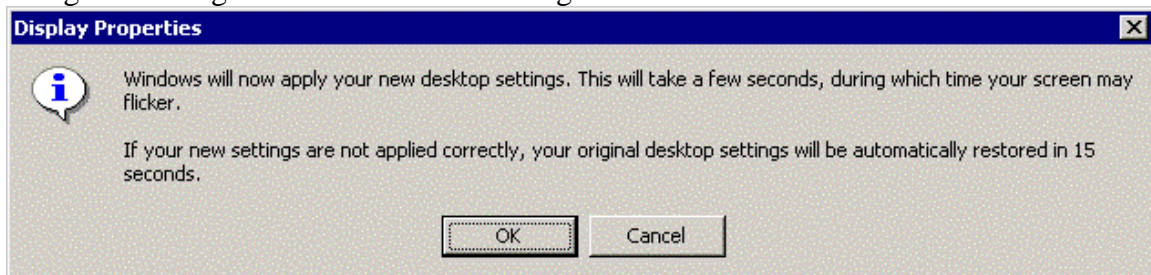 Display Properties
Windows will now apply your new desktop settings. This will take a few seconds, during which time your screen may
flicker.
If your new settings are not applied correctly, your original desktop settings will be automatically restored in 15
seconds.
OK
Cancel